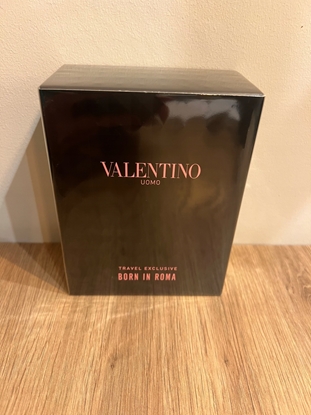 VALENTINO
UOMO
TRAVEL EXCLUSIVE
BORN IN ROMA